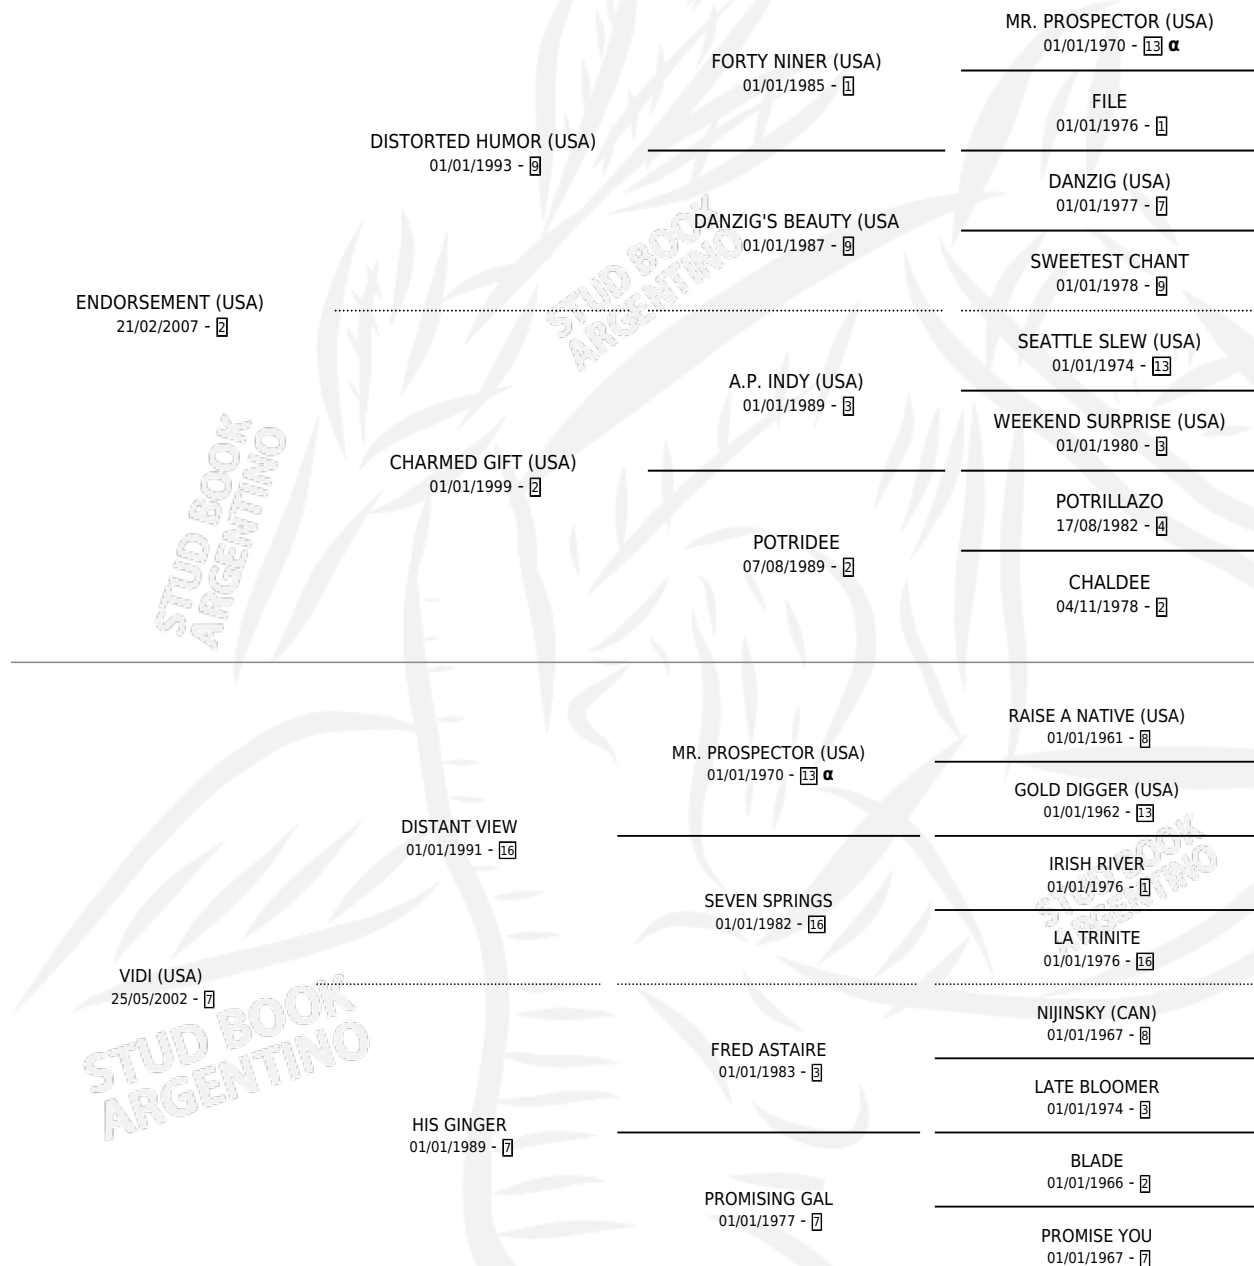 MR. PROSPECTOR (USA)
01/01/1970 - 13 α
FORTY NINER (USA)
01/01/1985 - 1
FILE
01/01/1976 - 1
DISTORTED HUMOR (USA)
01/01/1993 - 9
DANZIG (USA)
01/01/1977 - 7
DANZIG'S BEAUTY (USA
01/01/1987 - 9
SWEETEST CHANT
01/01/1978 - 9
ENDORSEMENT (USA)
21/02/2007 - 2
SEATTLE SLEW (USA)
01/01/1974 - 13
A.P. INDY (USA)
01/01/1989 - 3
WEEKEND SURPRISE (USA)
01/01/1980 - 3
CHARMED GIFT (USA)
01/01/1999 - 2
POTRILLAZO
17/08/1982 - 4
POTRIDEE
07/08/1989 - 2
CHALDEE
04/11/1978 - 2
RAISE A NATIVE (USA)
01/01/1961 - 8
MR. PROSPECTOR (USA)
01/01/1970 - 13 α
GOLD DIGGER (USA)
01/01/1962 - 13
DISTANT VIEW
01/01/1991 - 16
IRISH RIVER
01/01/1976 - 1
SEVEN SPRINGS
01/01/1982 - 16
LA TRINITE
01/01/1976 - 16
VIDI (USA)
25/05/2002 - 7
NIJINSKY (CAN)
01/01/1967 - 8
FRED ASTAIRE
01/01/1983 - 3
LATE BLOOMER
01/01/1974 - 3
HIS GINGER
01/01/1989 - 7
BLADE
01/01/1966 - 2
PROMISING GAL
01/01/1977 - 7
PROMISE YOU
01/01/1967 - 7
STUD BOOK
ARGENTINO
STUD BOOK
ARGENTINO
STUD BOOK
ARGENTINO
STUD BOOK
ARGENTINO